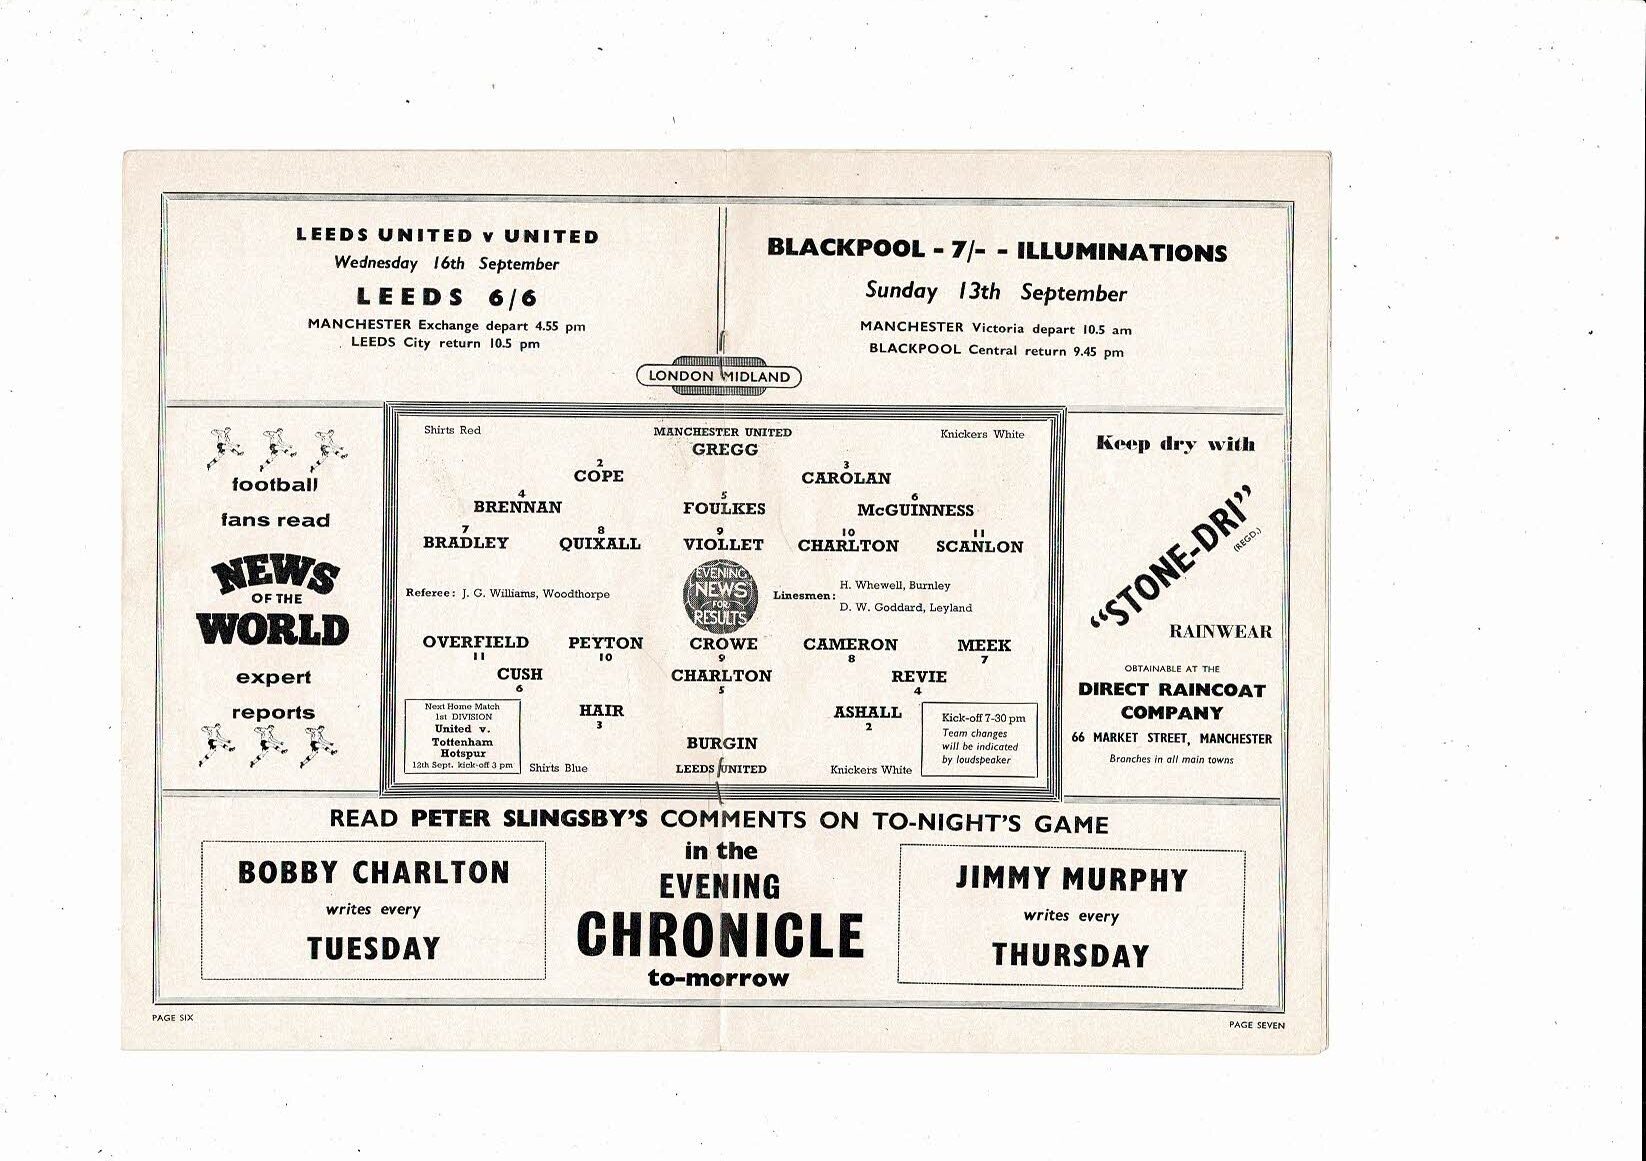 LEEDS UNITED v UNITED
Wednesday 16th September
LEEDS 6/6
MANCHESTER Exchange depart 4.55 pm
LEEDS City return 10.5 pm
BLACKPOOL - 7/- - ILLUMINATIONS
Sunday 13th September
MANCHESTER Victoria depart 10.5 am
BLACKPOOL Central return 9.45 pm
LONDON MIDLAND
football
fans read
NEWS
OF THE
WORLD
expert
reports
Shirts Red
MANCHESTER UNITED
Knickers White
GREGG
2 3
COPE CAROLAN
4 5 6
BRENNAN FOULKES McGUINNESS
7 8 9 10 11
BRADLEY QUIXALL VIOLLET CHARLTON SCANLON
Referee: J. G. Williams, Woodthorpe
EVENING
NEWS
FOR
RESULTS
Linesmen: H. Whewell, Burnley
D. W. Goddard, Leyland
OVERFIELD PEYTON CROWE CAMERON MEEK
11 10 9 8 7
CUSH CHARLTON REVIE
6 5 4
HAIR ASHALL
3 2
BURGIN
Next Home Match
1st DIVISION
United v.
Tottenham
Hotspur
12th Sept. kick-off 3 pm
Shirts Blue
LEEDS UNITED
Knickers White
Kick-off 7-30 pm
Team changes
will be indicated
by loudspeaker
Keep dry with
"STONE-DRI"
(REGD.)
RAINWEAR
OBTAINABLE AT THE
DIRECT RAINCOAT
COMPANY
66 MARKET STREET, MANCHESTER
Branches in all main towns
READ PETER SLINGSBY'S COMMENTS ON TO-NIGHT'S GAME
in the
EVENING
CHRONICLE
to-morrow
BOBBY CHARLTON
writes every
TUESDAY
JIMMY MURPHY
writes every
THURSDAY
PAGE SIX
PAGE SEVEN